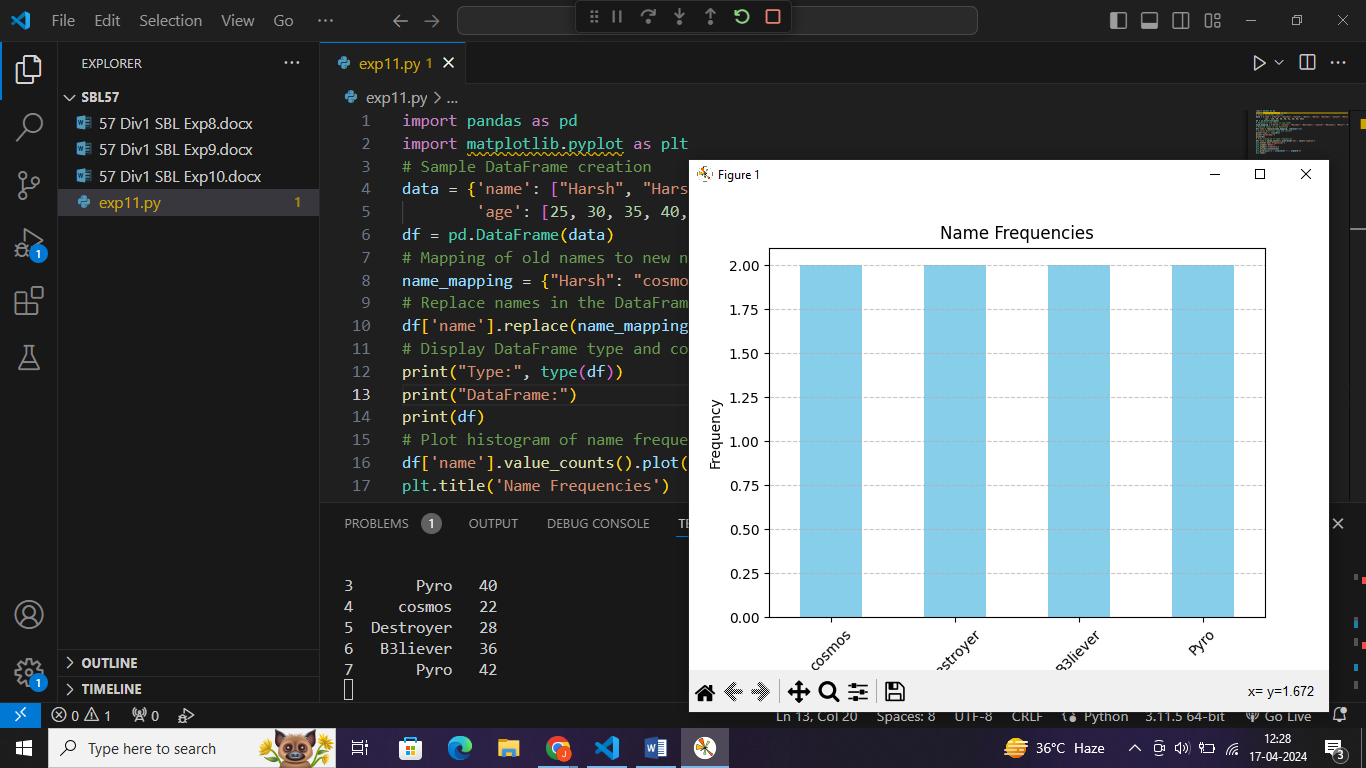 File Edit Selection View Go ...
EXPLORER
SBL57
57 Div1 SBL Exp8.docx
57 Div1 SBL Exp9.docx
57 Div1 SBL Exp10.docx
exp11.py 1
1
1
exp11.py 1
exp11.py > ...
1 import pandas as pd
2 import matplotlib.pyplot as plt
3 # Sample DataFrame creation
4 data = {'name': ["Harsh", "Hars
5 'age': [25, 30, 35, 40,
6 df = pd.DataFrame(data)
7 # Mapping of old names to new n
8 name_mapping = {"Harsh": "cosmo
9 # Replace names in the DataFram
10 df['name'].replace(name_mapping
11 # Display DataFrame type and co
12 print("Type:", type(df))
13 print("DataFrame:")
14 print(df)
15 # Plot histogram of name freque
16 df['name'].value_counts().plot(
17 plt.title('Name Frequencies')
PROBLEMS 1 OUTPUT DEBUG CONSOLE TE
3 Pyro 40
4 cosmos 22
5 Destroyer 28
6 B3liever 36
7 Pyro 42
Figure 1
Name Frequencies
2.00
1.75
1.50
1.25
1.00
0.75
0.50
0.25
0.00
Frequency
cosmos
estroyer
B3liever
Pyro
x= y=1.672
OUTLINE
TIMELINE
0 1 0
Ln 13, Col 20 Spaces: 8 UTF-8 CRLF Python 3.11.5 64-bit Go Live
Type here to search
36°C Haze
12:28
17-04-2024
3